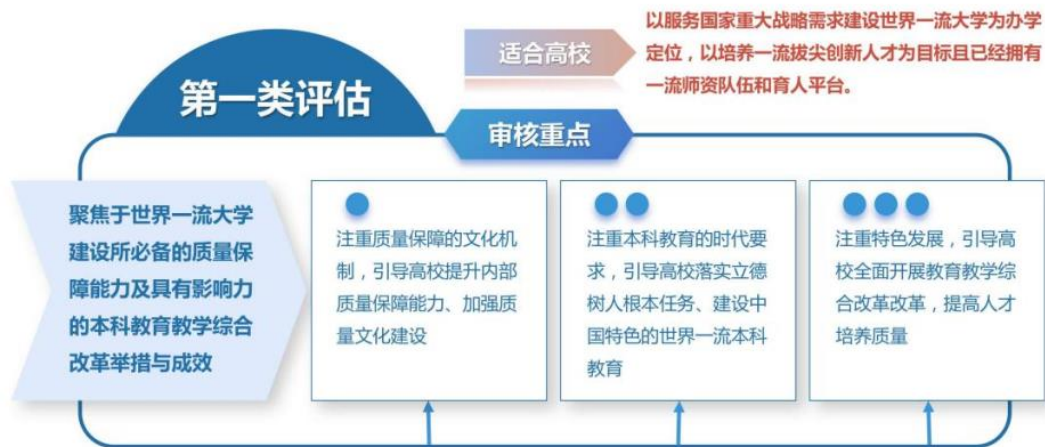 第一类评估
适合高校
以服务国家重大战略需求建设世界一流大学为办学
定位，以培养一流拔尖创新人才为目标且已经拥有
一流师资队伍和育人平台。
审核重点
聚焦于世界一流大学
建设所必备的质量保
障能力及具有影响力
的本科教育教学综合
改革举措与成效
注重质量保障的文化机
制，引导高校提升内部
质量保障能力、加强质
量文化建设
注重本科教育的时代要
求，引导高校落实立德
树人根本任务、建设中
国特色的世界一流本科
教育
注重特色发展，引导高
校全面开展教育教学综
合改革改革，提高人才
培养质量